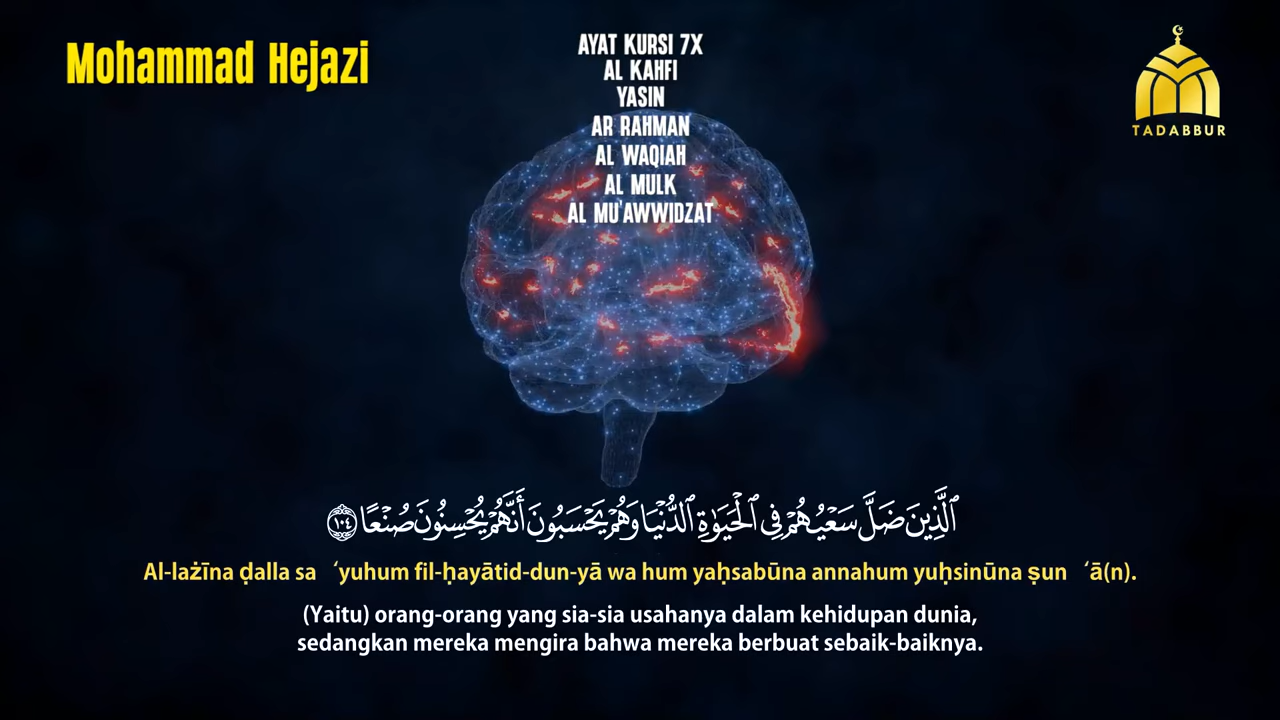 Mohammad Hejazi
AYAT KURSI 7X
AL KAHFI
YASIN
AR RAHMAN
AL WAQIAH
AL MULK
AL MU'AWWIDZAT
TADABBUR
ٱلَّذِينَ ضَلَّ سَعْيُهُمْ فِى ٱلْحَيَوٰةِ ٱلدُّنْيَا وَهُمْ يَحْسَبُونَ أَنَّهُمْ يُحْسِنُونَ صُنْعًا ١٠٤
Al-lażīna ḍalla sa ‘yuhum fil-ḥayātid-dun-yā wa hum yaḥsabūna annahum yuḥsinūna ṣun ‘ā(n).
(Yaitu) orang-orang yang sia-sia usahanya dalam kehidupan dunia,
sedangkan mereka mengira bahwa mereka berbuat sebaik-baiknya.